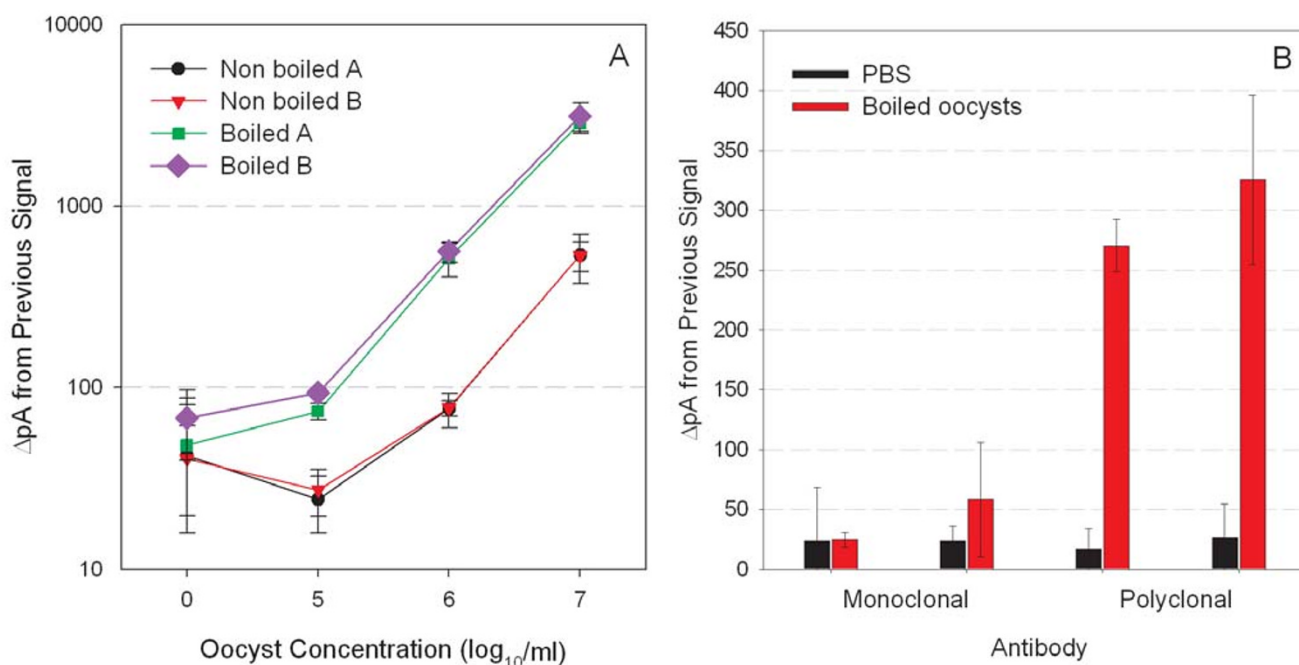 A
Non boiled A
Non boiled B
Boiled A
Boiled B
10000
1000
100
10
ΔpA from Previous Signal
0 5 6 7
Oocyst Concentration (log10/ml)
B
PBS
Boiled oocysts
450
400
350
300
250
200
150
100
50
0
ΔpA from Previous Signal
Monoclonal Polyclonal
Antibody